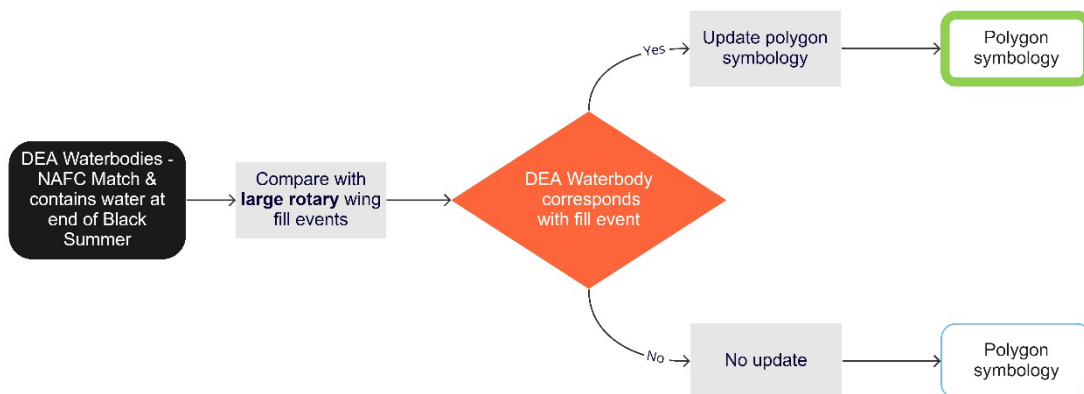 DEA Waterbodies -
NAFC Match &
contains water at
end of Black
Summer
Compare with
large rotary wing
fill events
DEA Waterbody
corresponds
with fill event
Yes
Update polygon
symbology
Polygon
symbology
No
No update
Polygon
symbology